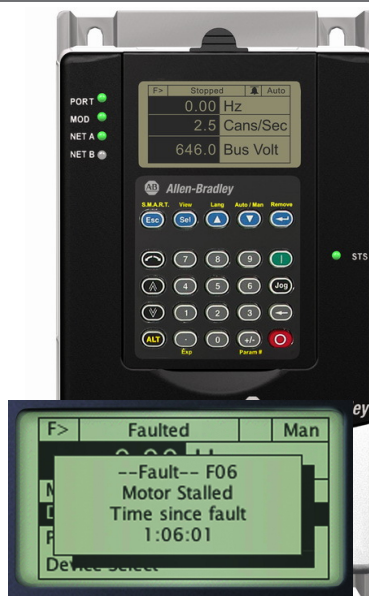 PORT
MOD
NET A
NET B
F> Stopped Auto
0.00 Hz
2.5 Cans/Sec
646.0 Bus Volt
AB Allen-Bradley
S.M.A.R.T. View Lang Auto / Man Remove
Esc Sel
7 8 9
4 5 6 Jog
1 2 3
ALT . 0 +/-
Exp Param #
STS
ey
F> Faulted Man
--Fault-- F06
Motor Stalled
Time since fault
1:06:01
Device Select